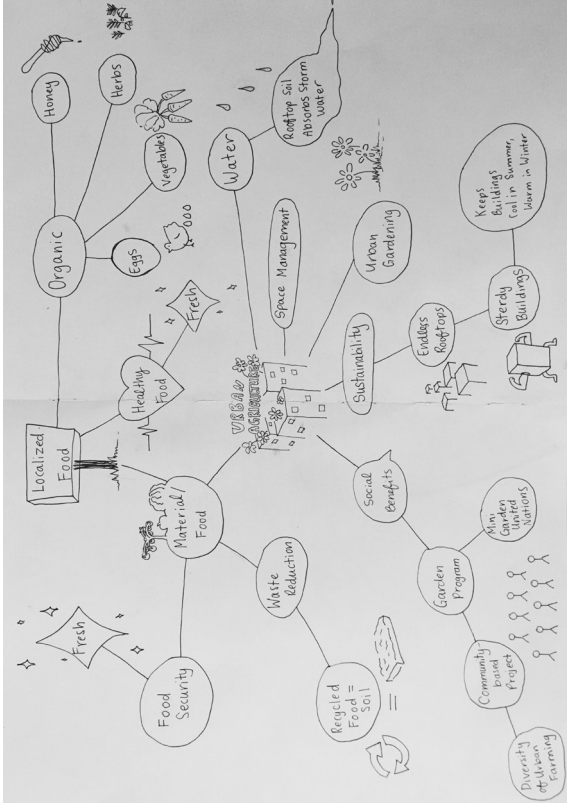 URBAN
AGRICULTURE
Material/
Food
Localized
Food
Healthy
Food
Fresh
Organic
Eggs
Vegetables
Herbs
Honey
Food
Security
Fresh
Waste
Reduction
Recycled
Food =
Soil
=
Water
Rooftop Soil
Absorbs Storm
Water
Space Management
Urban
Gardening
Sustainability
Endless
Rooftops
Sterdy
Buildings
Keeps
Buildings
Cool in Summer,
Warm in Winter
Social
Benefits
Garden
Program
Mini
Garden
United
Nations
Community-
based
Project
Diversity
of Urban
Farming